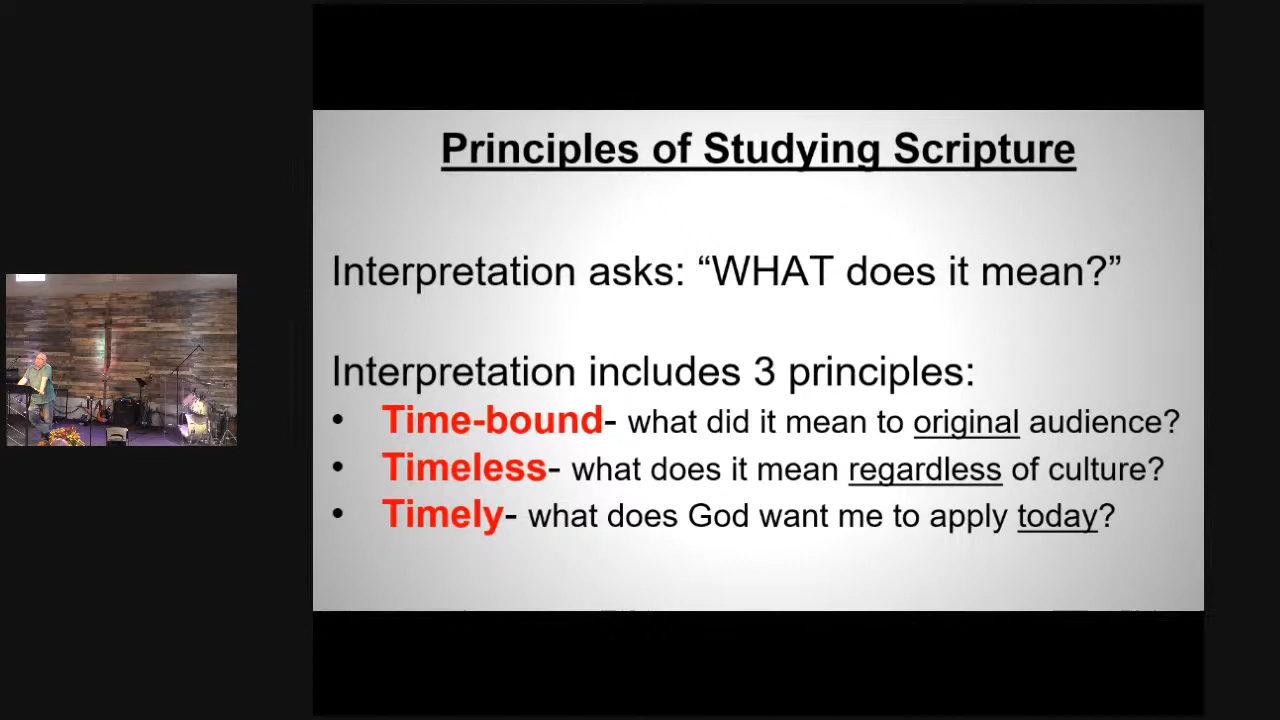 Principles of Studying Scripture
Interpretation asks: “WHAT does it mean?”
Interpretation includes 3 principles:
• Time-bound- what did it mean to original audience?
• Timeless- what does it mean regardless of culture?
• Timely- what does God want me to apply today?